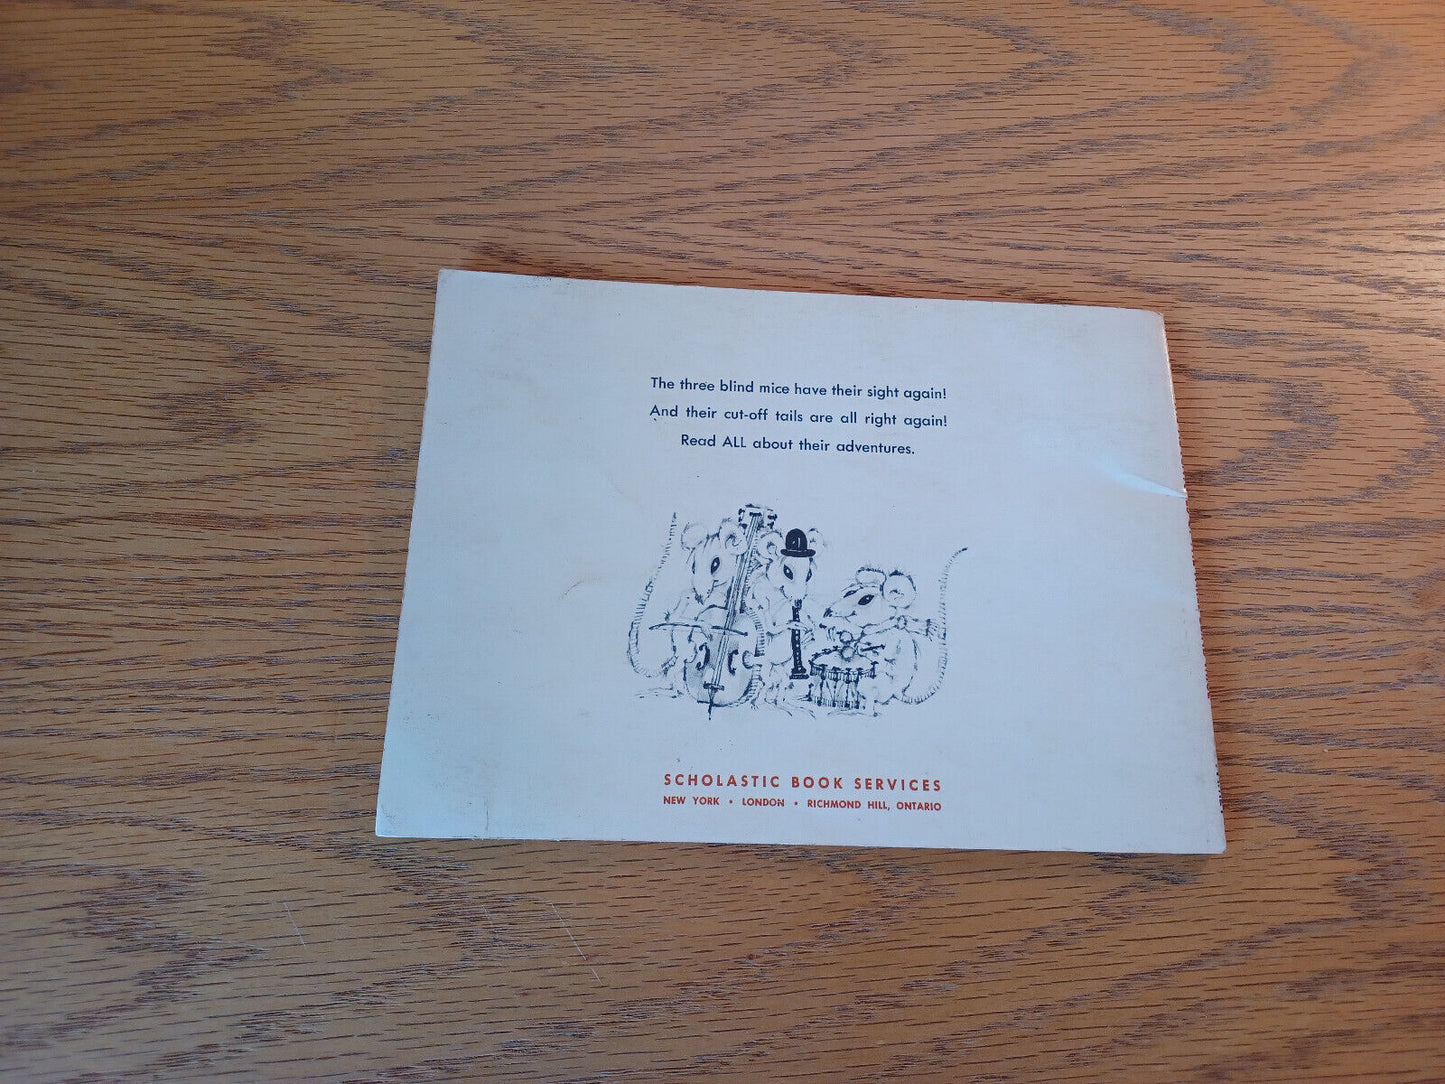 The three blind mice have their sight again!
And their cut-off tails are all right again!
Read ALL about their adventures.
SCHOLASTIC BOOK SERVICES
NEW YORK • LONDON • RICHMOND HILL, ONTARIO